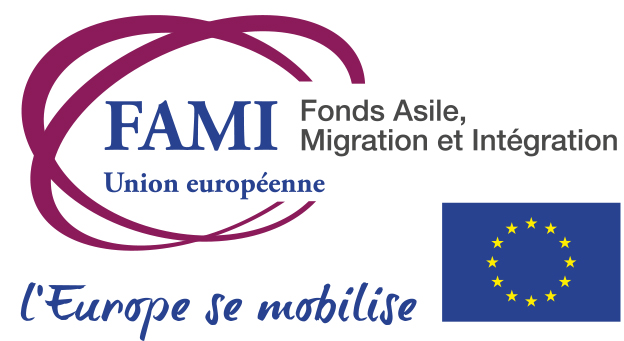 FAMI
Fonds Asile,
Migration et Intégration
Union européenne
l'Europe se mobilise